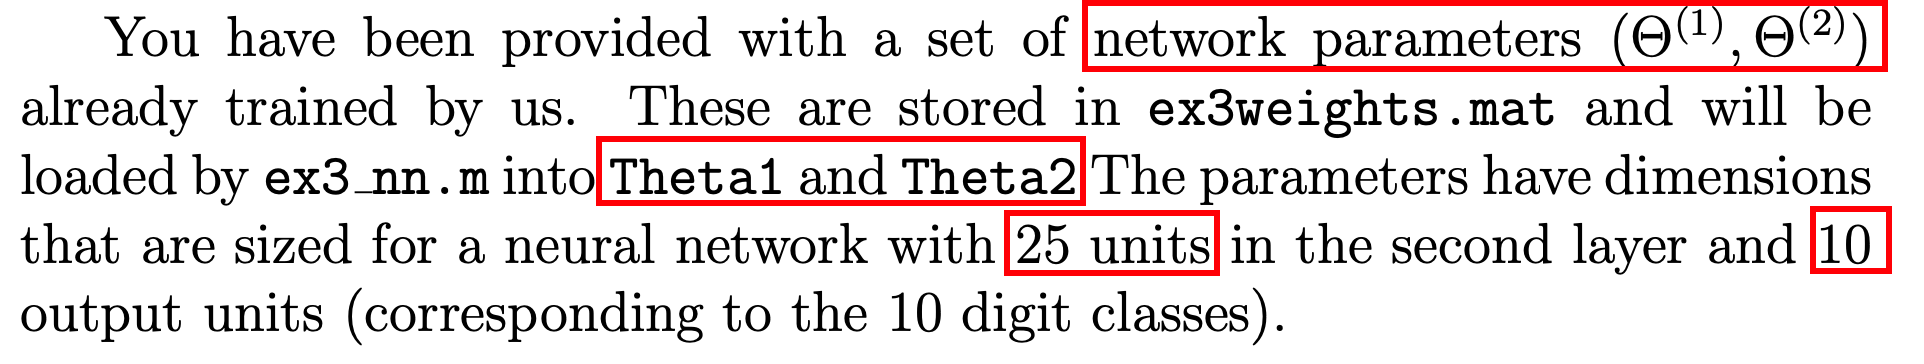 You have been provided with a set of network parameters (Θ⁽¹⁾, Θ⁽²⁾)
already trained by us. These are stored in ex3weights.mat and will be
loaded by ex3_nn.m into Theta1 and Theta2 The parameters have dimensions
that are sized for a neural network with 25 units in the second layer and 10
output units (corresponding to the 10 digit classes).